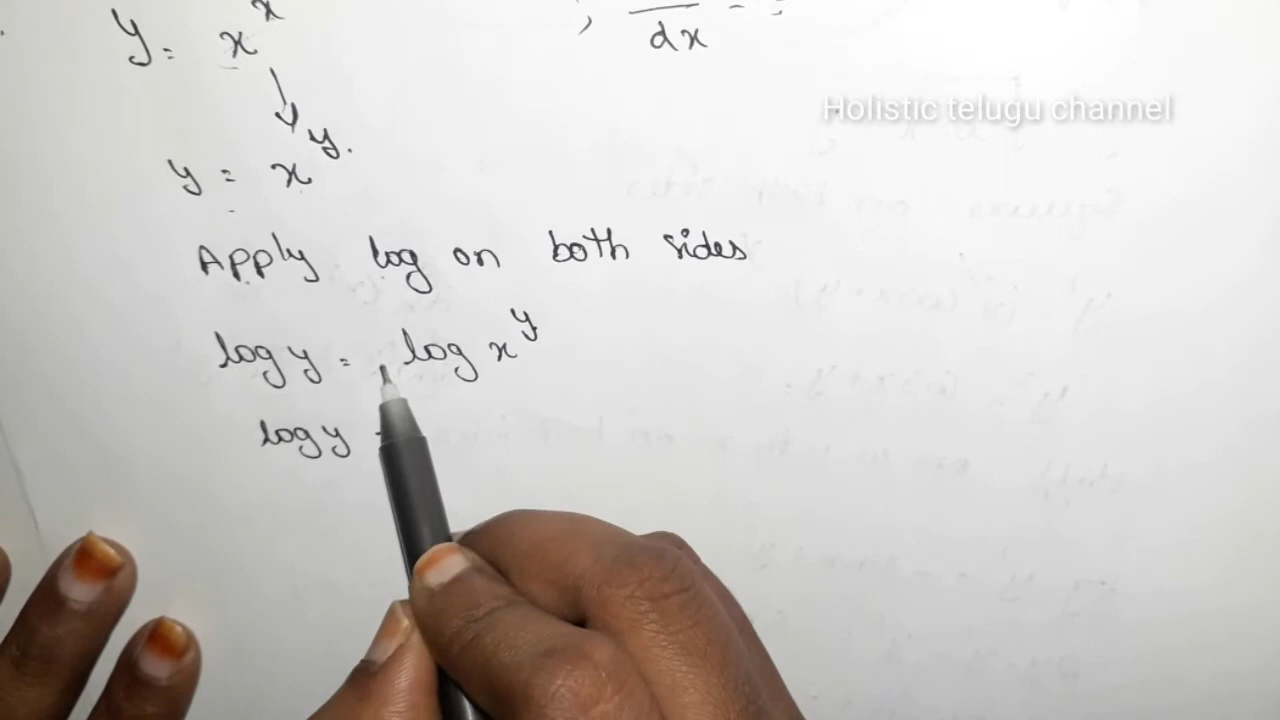 y = x^x , dx = ?
Holistic telugu channel
y = x^y.
Apply log on both sides
log y = log x^y
log y